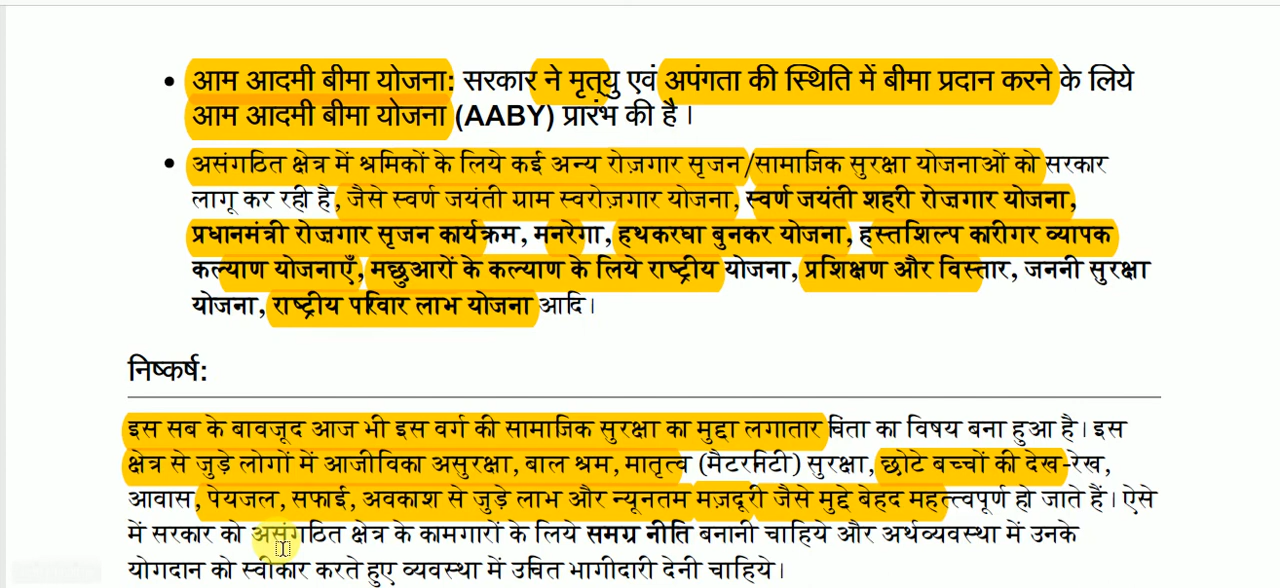 • आम आदमी बीमा योजना: सरकार ने मृत्यु एवं अपंगता की स्थिति में बीमा प्रदान करने के लिये
आम आदमी बीमा योजना (AABY) प्रारंभ की है।
• असंगठित क्षेत्र में श्रमिकों के लिये कई अन्य रोज़गार सृजन/सामाजिक सुरक्षा योजनाओं को सरकार
लागू कर रही है, जैसे स्वर्ण जयंती ग्राम स्वरोज़गार योजना, स्वर्ण जयंती शहरी रोजगार योजना,
प्रधानमंत्री रोजगार सृजन कार्यक्रम, मनरेगा, हथकरघा बुनकर योजना, हस्तशिल्प कारीगर व्यापक
कल्याण योजनाएँ, मछुआरों के कल्याण के लिये राष्ट्रीय योजना, प्रशिक्षण और विस्तार, जननी सुरक्षा
योजना, राष्ट्रीय परिवार लाभ योजना आदि।
निष्कर्ष:
इस सब के बावजूद आज भी इस वर्ग की सामाजिक सुरक्षा का मुद्दा लगातार चिंता का विषय बना हुआ है। इस
क्षेत्र से जुड़े लोगों में आजीविका असुरक्षा, बाल श्रम, मातृत्व (मैटरनिटी) सुरक्षा, छोटे बच्चों की देख-रेख,
आवास, पेयजल, सफाई, अवकाश से जुड़े लाभ और न्यूनतम मज़दूरी जैसे मुद्दे बेहद महत्त्वपूर्ण हो जाते हैं। ऐसे
में सरकार को असंगठित क्षेत्र के कामगारों के लिये समग्र नीति बनानी चाहिये और अर्थव्यवस्था में उनके
योगदान को स्वीकार करते हुए व्यवस्था में उचित भागीदारी देनी चाहिये।